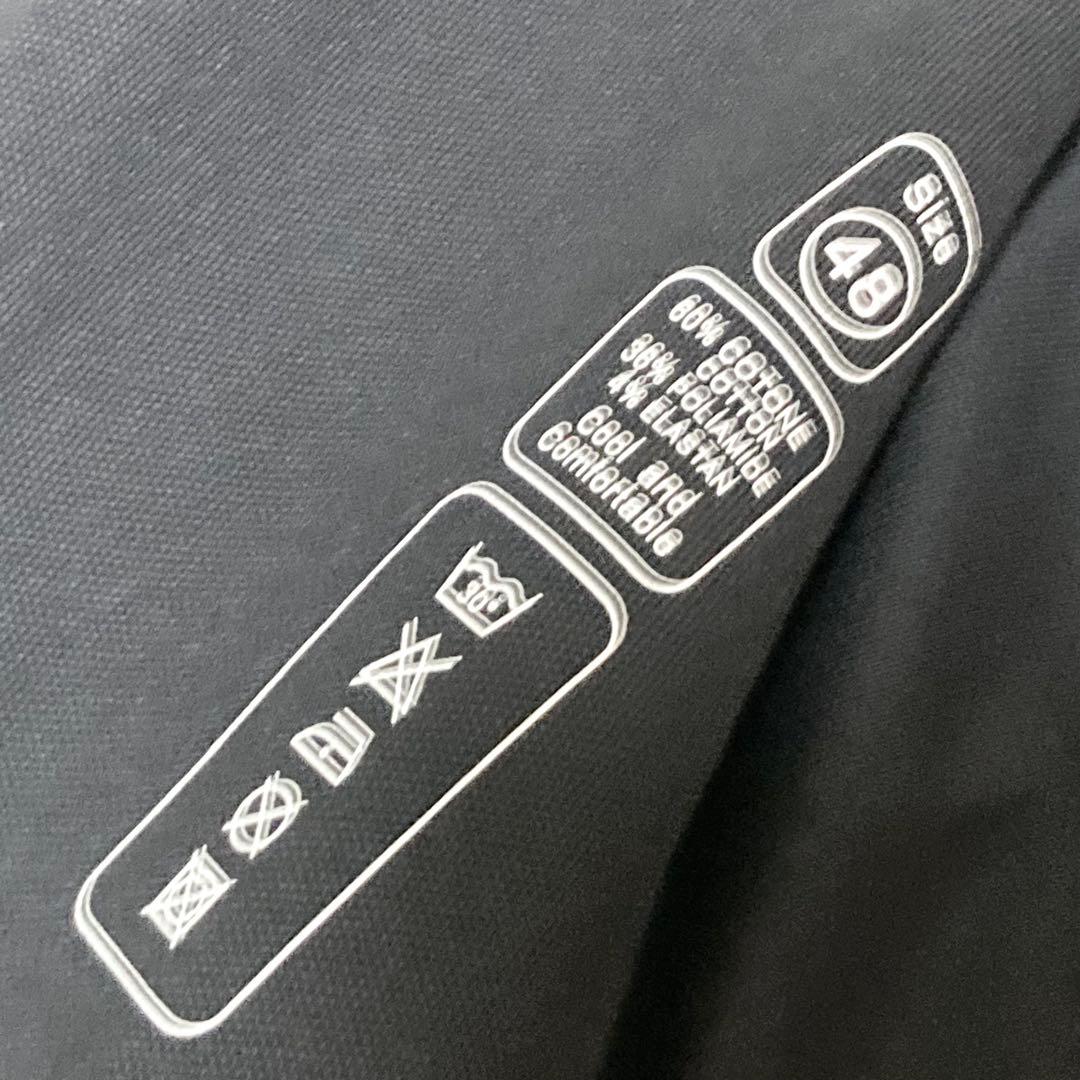 Size
48
60% COTONE
COTTON
36% POLIAMIDE
4% ELASTAN
Cool and
Comfortable
30°